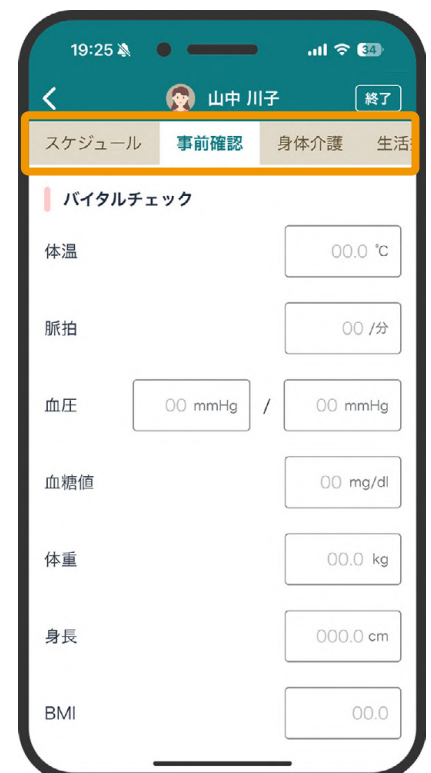 19:25 34
山中 川子 終了
スケジュール 事前確認 身体介護 生活
バイタルチェック
体温 00.0 ℃
脈拍 00 /分
血圧 00 mmHg / 00 mmHg
血糖値 00 mg/dl
体重 00.0 kg
身長 000.0 cm
BMI 00.0